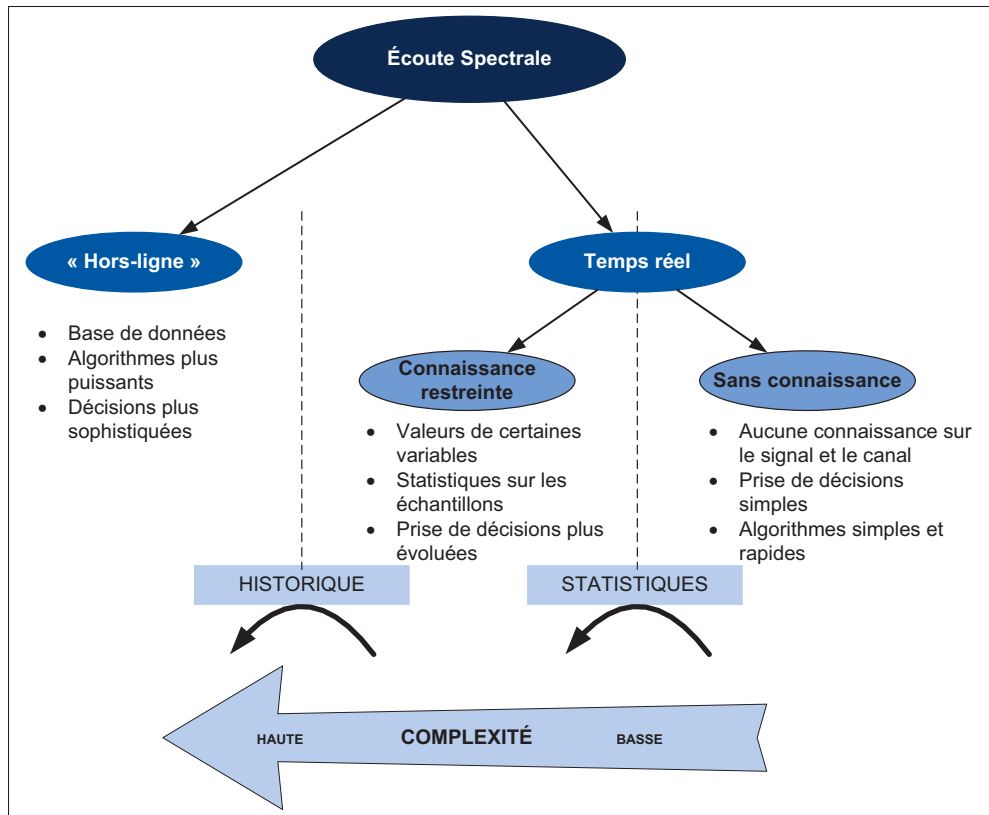 Écoute Spectrale
« Hors-ligne »
Temps réel
• Base de données
• Algorithmes plus
puissants
• Décisions plus
sophistiquées
Connaissance
restreinte
• Valeurs de certaines
variables
• Statistiques sur les
échantillons
• Prise de décisions plus
évoluées
Sans connaissance
• Aucune connaissance sur
le signal et le canal
• Prise de décisions
simples
• Algorithmes simples et
rapides
HISTORIQUE
STATISTIQUES
HAUTE
COMPLEXITÉ
BASSE